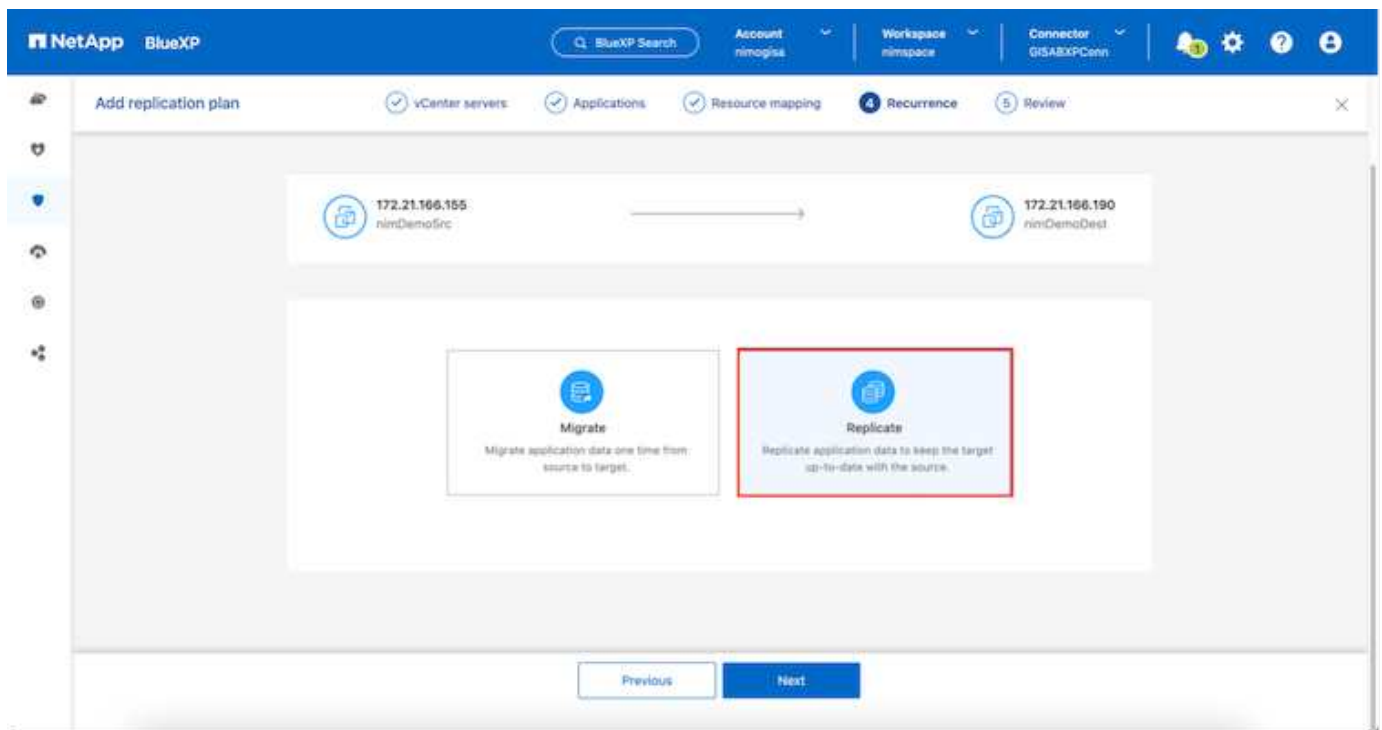 NetApp BlueXP
BlueXP Search
Account
nimogisa
Workspace
nimspace
Connector
GISABXPConn
1
?
Add replication plan
vCenter servers
Applications
Resource mapping
4 Recurrence
5 Review
172.21.166.155
nimDemoSrc
172.21.166.190
nimDemoDest
Migrate
Migrate application data one time from
source to target.
Replicate
Replicate application data to keep the target
up-to-date with the source.
Previous
Next